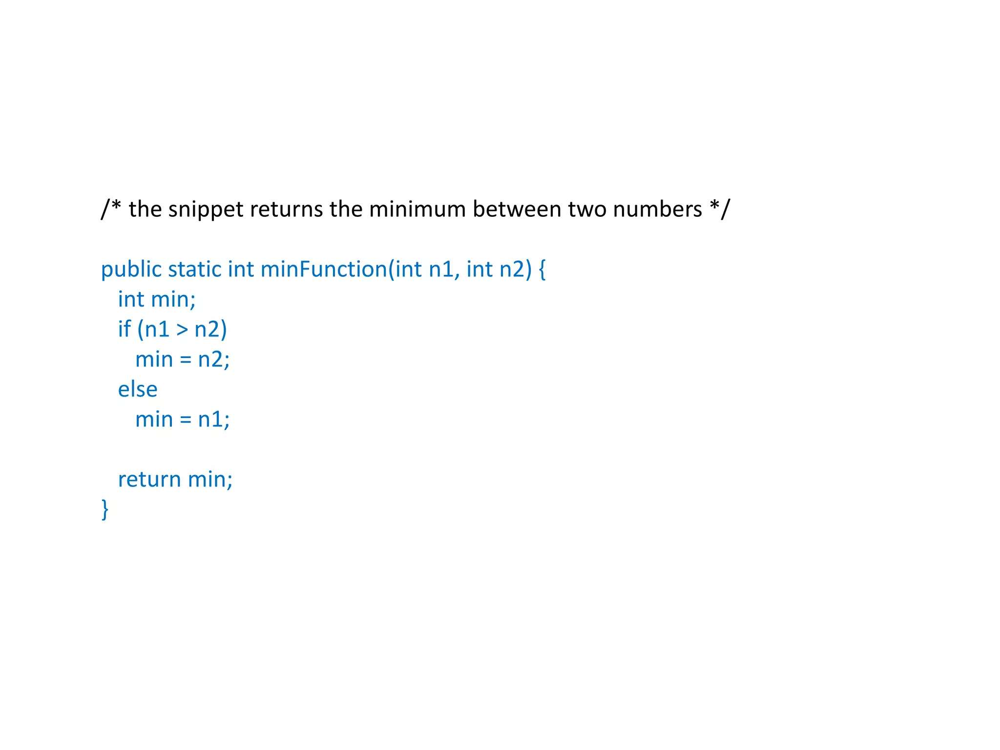 /* the snippet returns the minimum between two numbers */
public static int minFunction(int n1, int n2) {
int min;
if (n1 > n2)
min = n2;
else
min = n1;
return min;
}